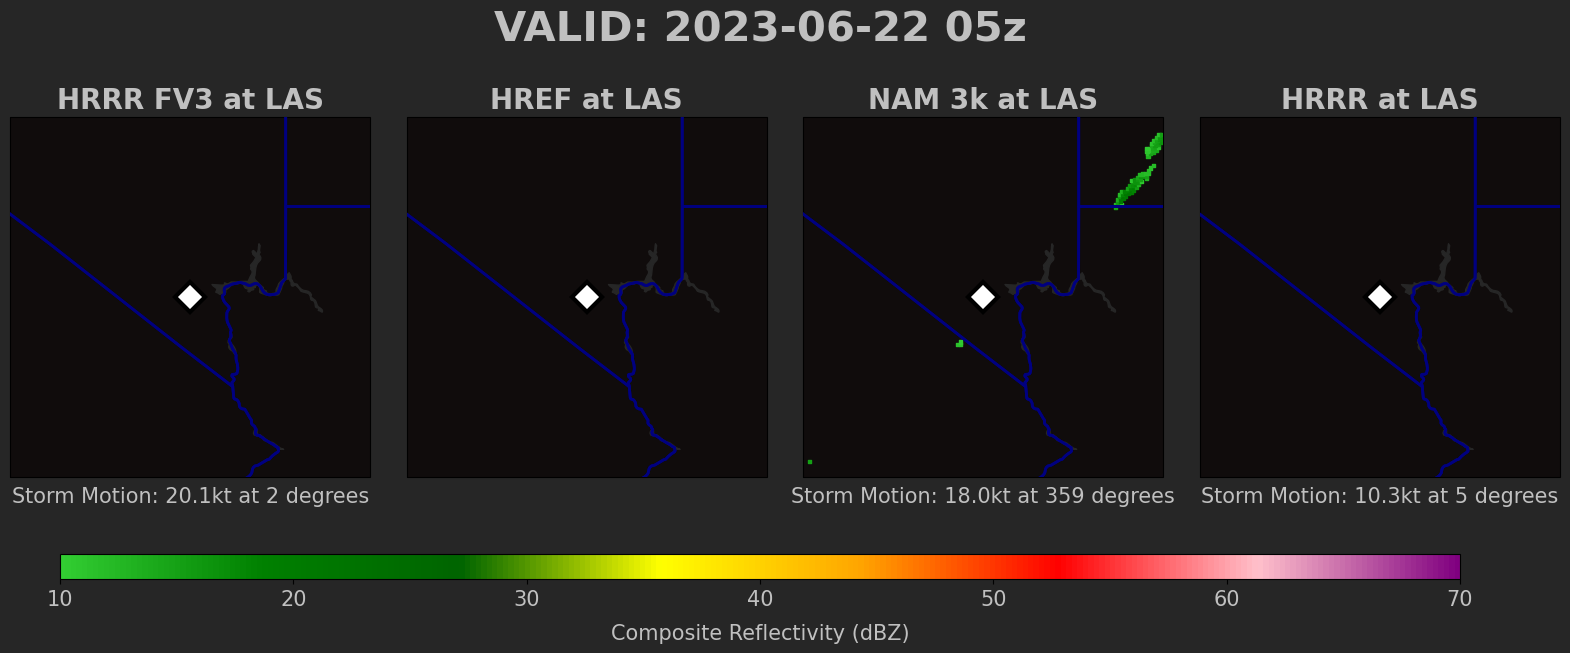 VALID: 2023-06-22 05z
HRRR FV3 at LAS
HREF at LAS
NAM 3k at LAS
HRRR at LAS
Storm Motion: 20.1kt at 2 degrees
Storm Motion: 18.0kt at 359 degrees
Storm Motion: 10.3kt at 5 degrees
10 20 30 40 50 60 70
Composite Reflectivity (dBZ)